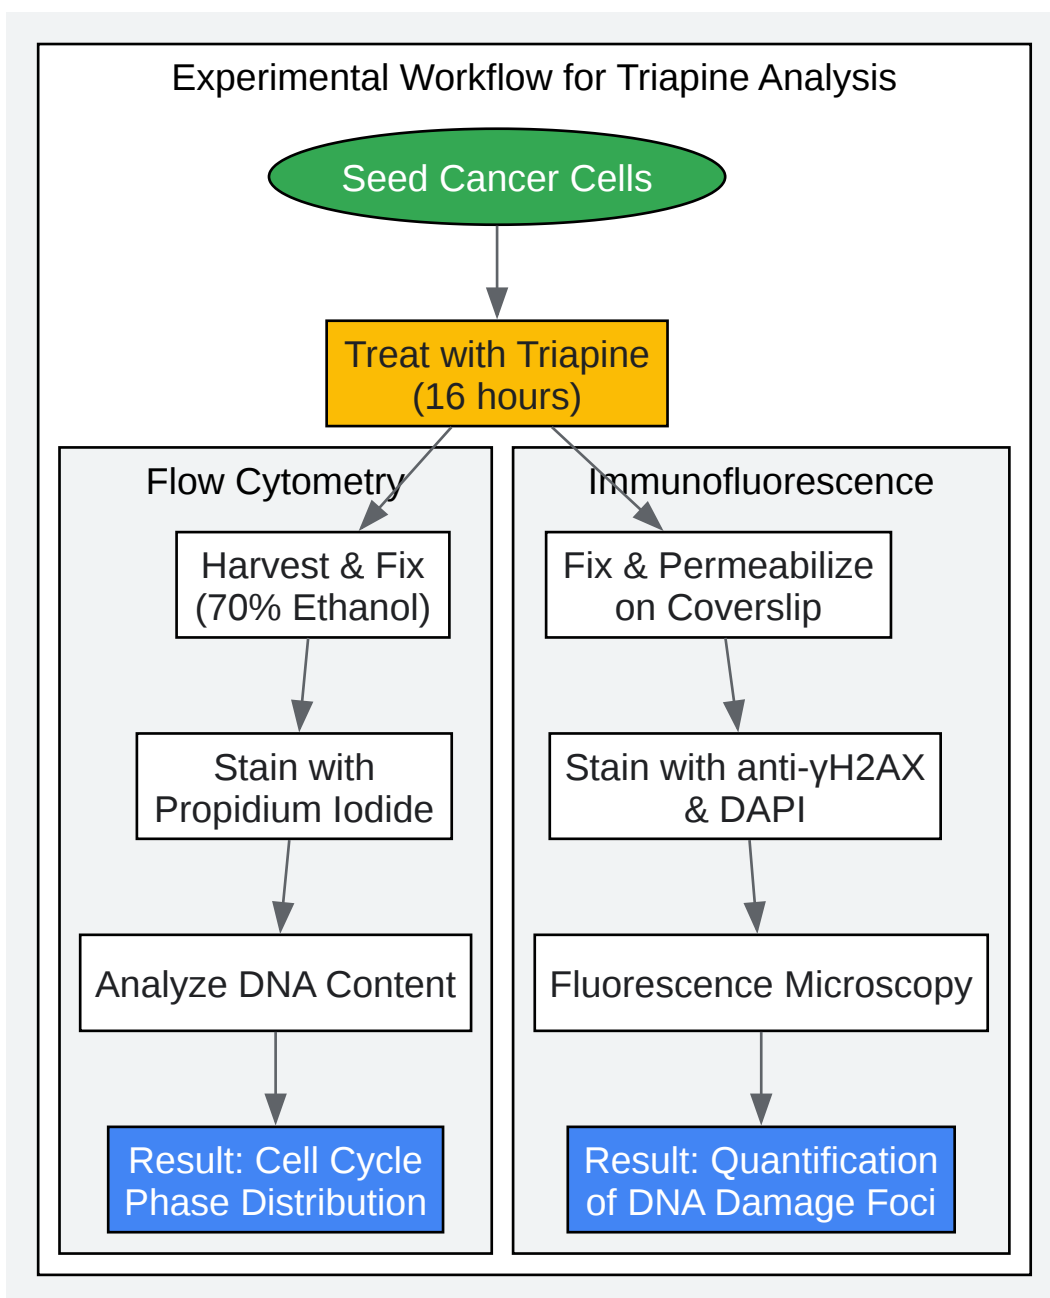 Experimental Workflow for Triapine Analysis
Seed Cancer Cells
Treat with Triapine
(16 hours)
Flow Cytometry
Harvest & Fix
(70% Ethanol)
Stain with
Propidium Iodide
Analyze DNA Content
Result: Cell Cycle
Phase Distribution
Immunofluorescence
Fix & Permeabilize
on Coverslip
Stain with anti-γH2AX
& DAPI
Fluorescence Microscopy
Result: Quantification
of DNA Damage Foci